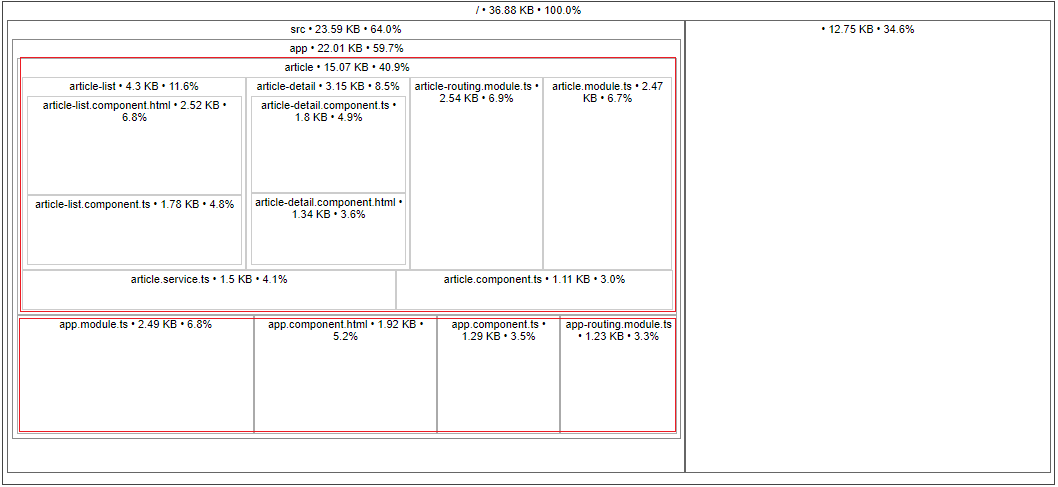 / • 36.88 KB • 100.0%
src • 23.59 KB • 64.0%
• 12.75 KB • 34.6%
app • 22.01 KB • 59.7%
article • 15.07 KB • 40.9%
article-list • 4.3 KB • 11.6%
article-list.component.html • 2.52 KB •
6.8%
article-list.component.ts • 1.78 KB • 4.8%
article-detail • 3.15 KB • 8.5%
article-detail.component.ts •
1.8 KB • 4.9%
article-detail.component.html •
1.34 KB • 3.6%
article-routing.module.ts •
2.54 KB • 6.9%
article.module.ts • 2.47
KB • 6.7%
article.service.ts • 1.5 KB • 4.1%
article.component.ts • 1.11 KB • 3.0%
app.module.ts • 2.49 KB • 6.8%
app.component.html • 1.92 KB •
5.2%
app.component.ts •
1.29 KB • 3.5%
app-routing.module.ts
• 1.23 KB • 3.3%